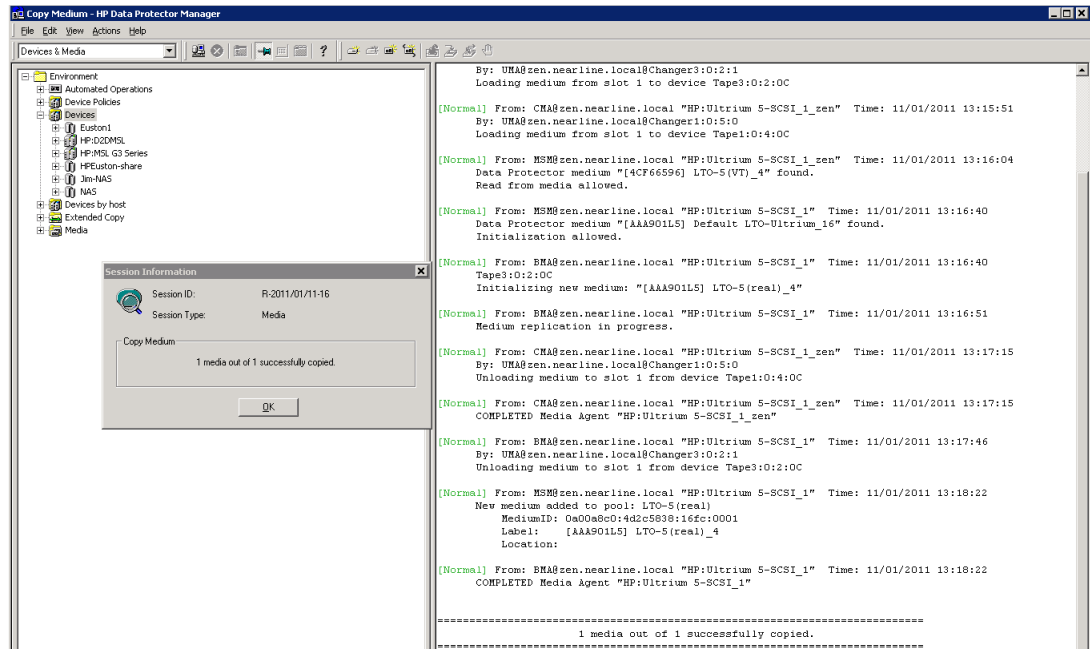 Copy Medium - HP Data Protector Manager
File Edit View Actions Help
Devices & Media
?
Environment
Automated Operations
Device Policies
Devices
Euston1
HP:D2DMSL
HP:MSL G3 Series
HPEuston-share
Jim-NAS
NAS
Devices by host
Extended Copy
Media
Session Information
Session ID: R-2011/01/11-16
Session Type: Media
Copy Medium
1 media out of 1 successfully copied.
OK
By: UMA@zen.nearline.local@Changer3:0:2:1
Loading medium from slot 1 to device Tape3:0:2:0C
[Normal] From: CMA@zen.nearline.local "HP:Ultrium 5-SCSI_1_zen" Time: 11/01/2011 13:15:51
By: UMA@zen.nearline.local@Changer1:0:5:0
Loading medium from slot 1 to device Tape1:0:4:0C
[Normal] From: MSM@zen.nearline.local "HP:Ultrium 5-SCSI_1_zen" Time: 11/01/2011 13:16:04
Data Protector medium "[4CF66596] LTO-5(VT)_4" found.
Read from media allowed.
[Normal] From: MSM@zen.nearline.local "HP:Ultrium 5-SCSI_1" Time: 11/01/2011 13:16:40
Data Protector medium "[AAA901L5] Default LTO-Ultrium_16" found.
Initialization allowed.
[Normal] From: BMA@zen.nearline.local "HP:Ultrium 5-SCSI_1" Time: 11/01/2011 13:16:40
Tape3:0:2:0C
Initializing new medium: "[AAA901L5] LTO-5(real)_4"
[Normal] From: BMA@zen.nearline.local "HP:Ultrium 5-SCSI_1" Time: 11/01/2011 13:16:51
Medium replication in progress.
[Normal] From: CMA@zen.nearline.local "HP:Ultrium 5-SCSI_1_zen" Time: 11/01/2011 13:17:15
By: UMA@zen.nearline.local@Changer1:0:5:0
Unloading medium to slot 1 from device Tape1:0:4:0C
[Normal] From: CMA@zen.nearline.local "HP:Ultrium 5-SCSI_1_zen" Time: 11/01/2011 13:17:15
COMPLETED Media Agent "HP:Ultrium 5-SCSI_1_zen"
[Normal] From: BMA@zen.nearline.local "HP:Ultrium 5-SCSI_1" Time: 11/01/2011 13:17:46
By: UMA@zen.nearline.local@Changer3:0:2:1
Unloading medium to slot 1 from device Tape3:0:2:0C
[Normal] From: MSM@zen.nearline.local "HP:Ultrium 5-SCSI_1" Time: 11/01/2011 13:18:22
New medium added to pool: LTO-5(real)
MediumID: 0a00a8c0:4d2c5838:16fc:0001
Label: [AAA901L5] LTO-5(real)_4
Location:
[Normal] From: BMA@zen.nearline.local "HP:Ultrium 5-SCSI_1" Time: 11/01/2011 13:18:22
COMPLETED Media Agent "HP:Ultrium 5-SCSI_1"
============================================================================
1 media out of 1 successfully copied.
============================================================================